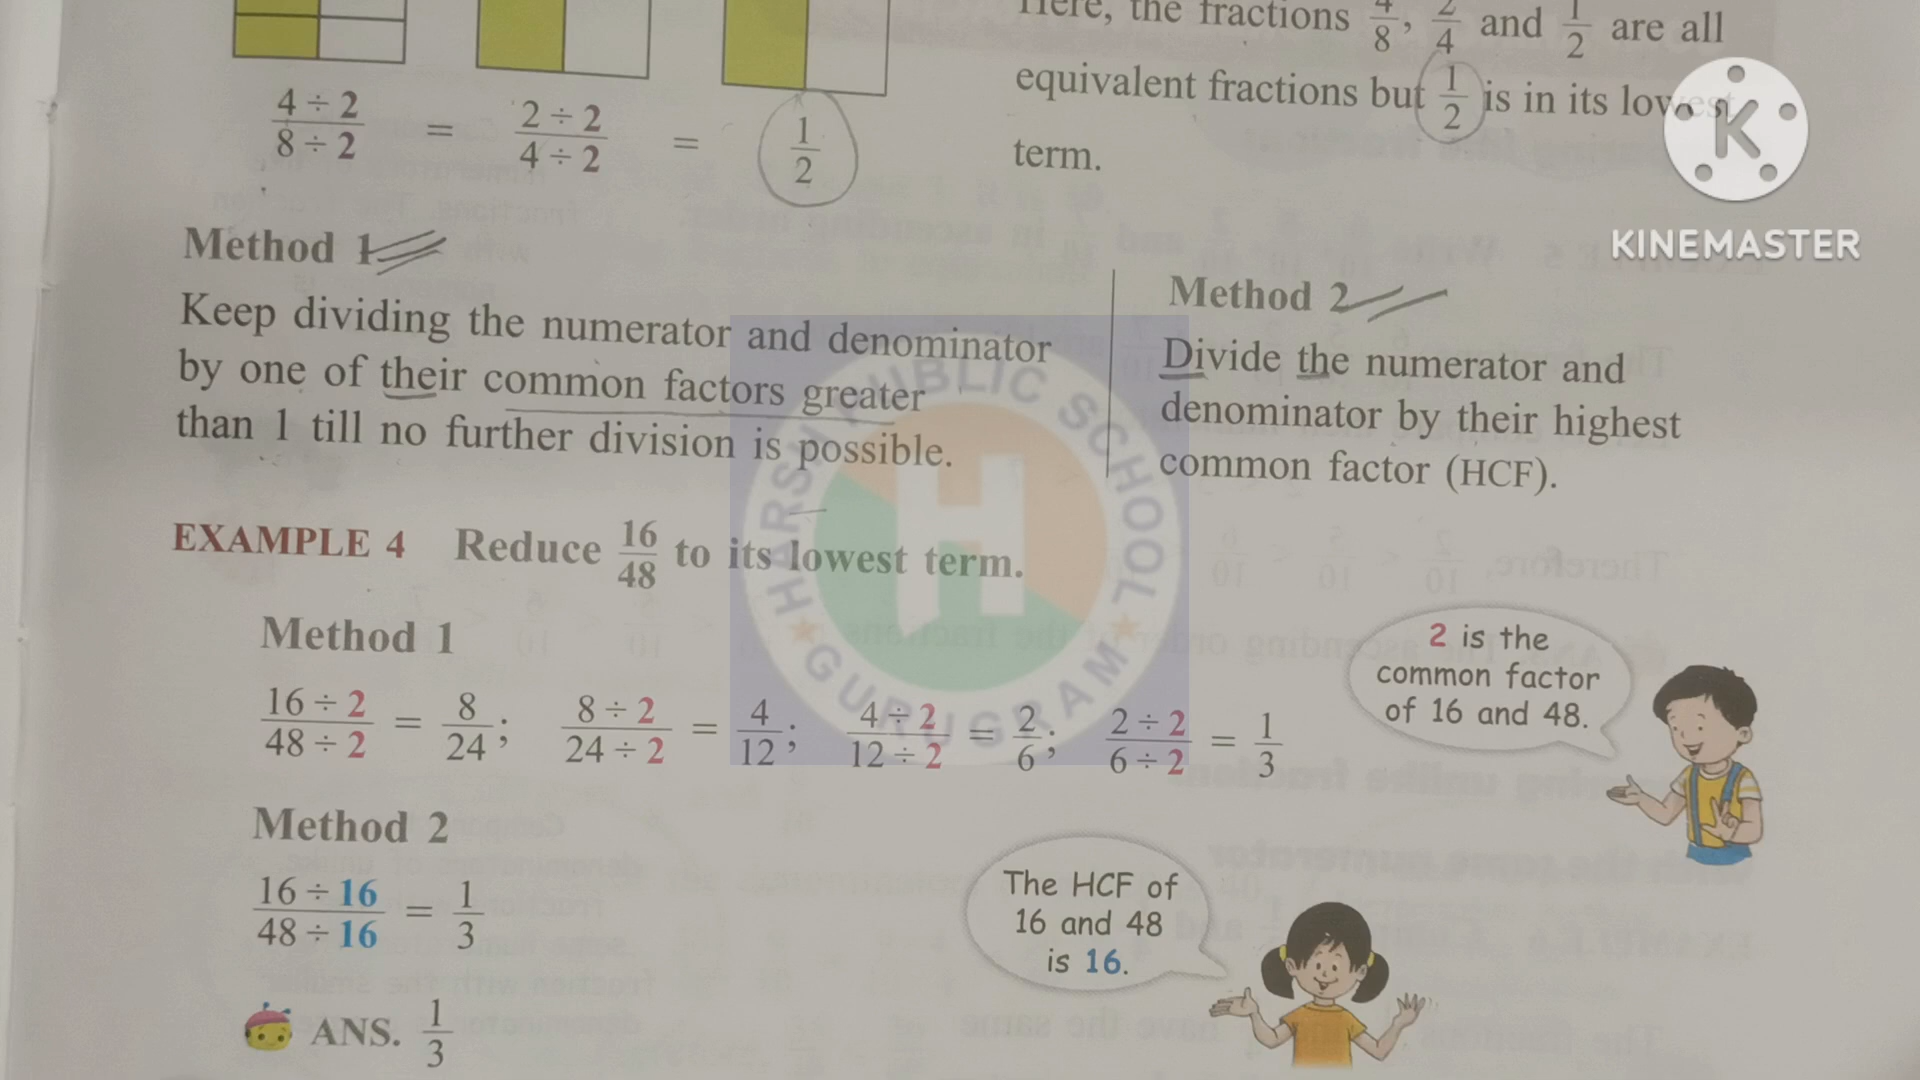 4 ÷ 2 / 8 ÷ 2 = 2 ÷ 2 / 4 ÷ 2 = 1/2
Here, the fractions 4/8, 2/4 and 1/2 are all
equivalent fractions but 1/2 is in its lowest
term.
KINEMASTER
Method 1
Keep dividing the numerator and denominator
by one of their common factors greater
than 1 till no further division is possible.
Method 2
Divide the numerator and
denominator by their highest
common factor (HCF).
HARSH PUBLIC SCHOOL
H
GURUGRAM
EXAMPLE 4 Reduce 16/48 to its lowest term.
Method 1
16 ÷ 2 / 48 ÷ 2 = 8/24; 8 ÷ 2 / 24 ÷ 2 = 4/12; 4 ÷ 2 / 12 ÷ 2 = 2/6; 2 ÷ 2 / 6 ÷ 2 = 1/3
2 is the
common factor
of 16 and 48.
Method 2
16 ÷ 16 / 48 ÷ 16 = 1/3
The HCF of
16 and 48
is 16.
ANS. 1/3